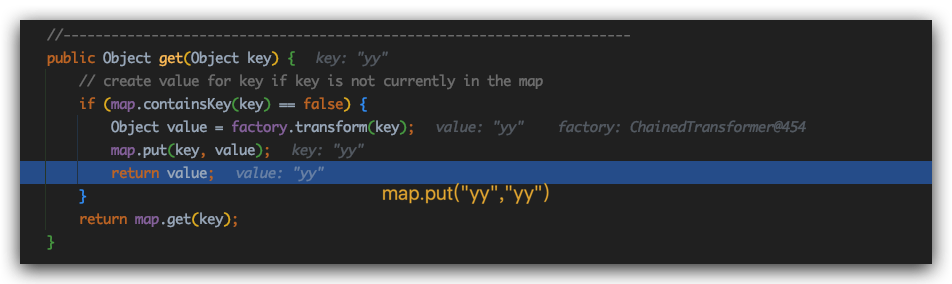 //-----------------------------------------------------------------------
public Object get(Object key) {   key: "yy"
    // create value for key if key is not currently in the map
    if (map.containsKey(key) == false) {
        Object value = factory.transform(key);   value: "yy"    factory: ChainedTransformer@454
        map.put(key, value);   key: "yy"
        return value;   value: "yy"
    }
map.put("yy","yy")
    return map.get(key);
}